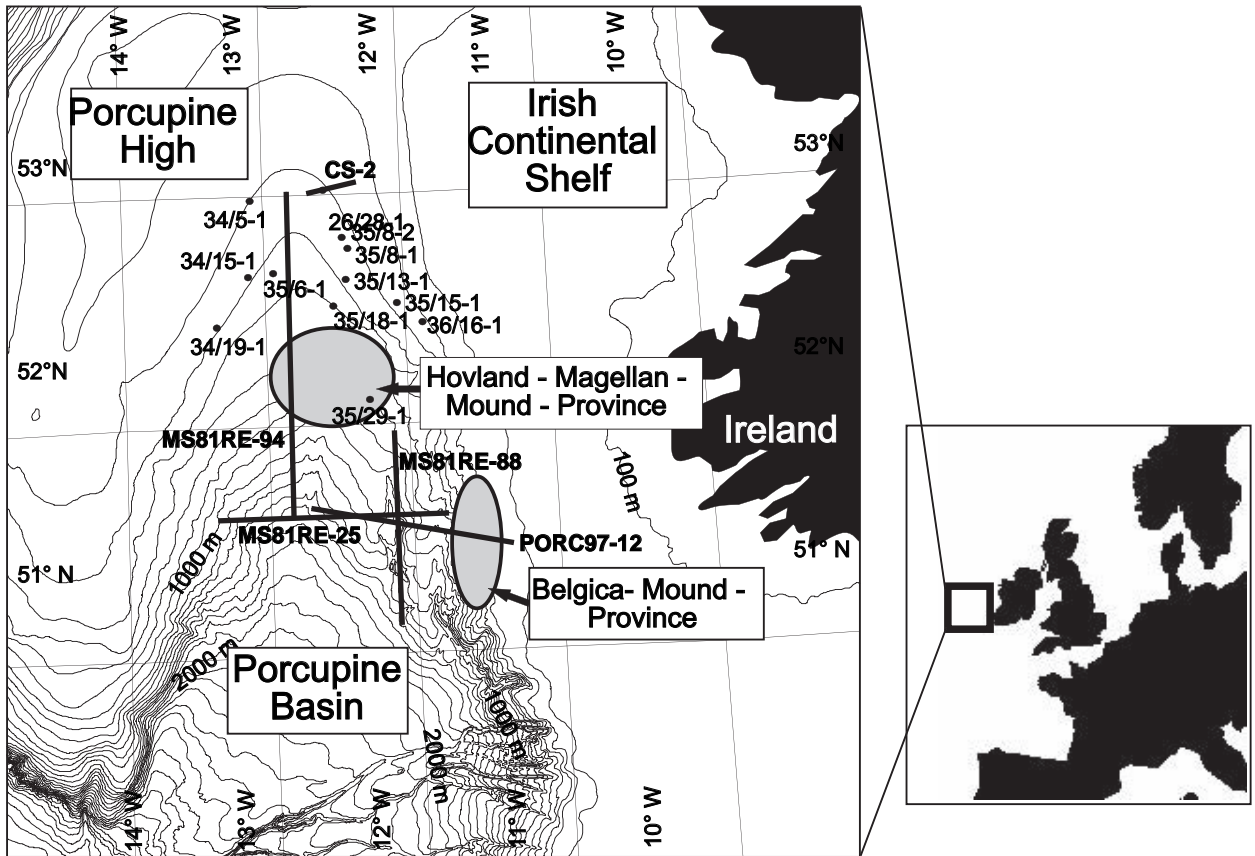 14° W
13° W
12° W
11° W
10° W
Porcupine
High
Irish
Continental
Shelf
53°N
53°N
CS-2
34/5-1
26/28-1
35/8-2
35/8-1
34/15-1
35/6-1
35/13-1
35/15-1
35/18-1
36/16-1
34/19-1
52°N
52°N
Hovland - Magellan -
Mound - Province
35/29-1
Ireland
MS81RE-94
MS81RE-88
100 m
MS81RE-25
PORC97-12
51° N
51° N
1000 m
Belgica- Mound -
Province
2000 m
Porcupine
Basin
1000 m
2000 m
14° W
13° W
12° W
11° W
10° W